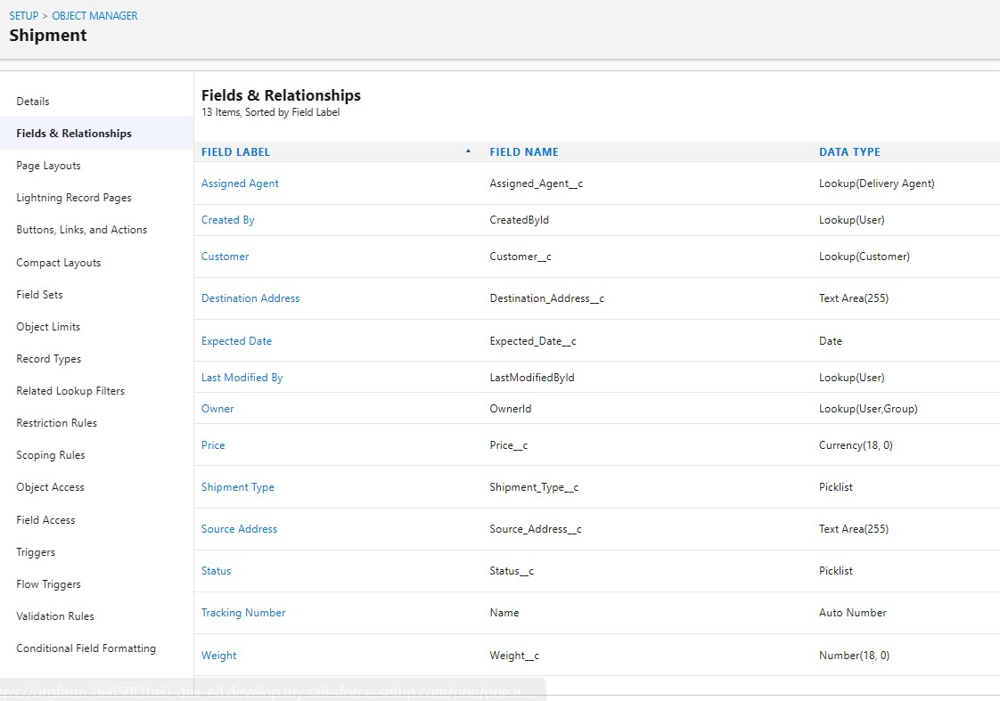 SETUP > OBJECT MANAGER
Shipment
Details
Fields & Relationships
Page Layouts
Lightning Record Pages
Buttons, Links, and Actions
Compact Layouts
Field Sets
Object Limits
Record Types
Related Lookup Filters
Restriction Rules
Scoping Rules
Object Access
Field Access
Triggers
Flow Triggers
Validation Rules
Conditional Field Formatting
Fields & Relationships
13 Items, Sorted by Field Label
FIELD LABEL FIELD NAME DATA TYPE
Assigned Agent Assigned_Agent__c Lookup(Delivery Agent)
Created By CreatedById Lookup(User)
Customer Customer__c Lookup(Customer)
Destination Address Destination_Address__c Text Area(255)
Expected Date Expected_Date__c Date
Last Modified By LastModifiedById Lookup(User)
Owner OwnerId Lookup(User,Group)
Price Price__c Currency(18, 0)
Shipment Type Shipment_Type__c Picklist
Source Address Source_Address__c Text Area(255)
Status Status__c Picklist
Tracking Number Name Auto Number
Weight Weight__c Number(18, 0)
tps://orgfarm-0e850f1be0-dev-ed.develop.my.salesforce-setup.com/one/one.a...